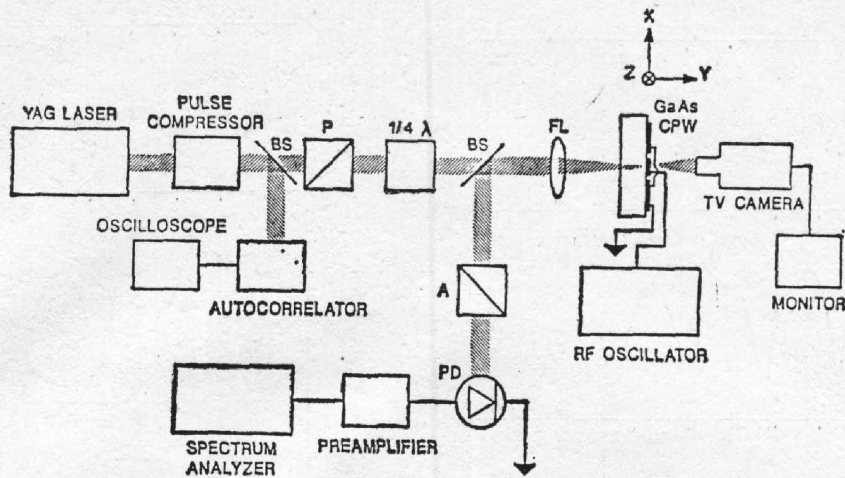 X
Z
Y
GaAs
CPW
YAG LASER
PULSE
COMPRESSOR
BS
P
1/4 λ
BS
FL
TV CAMERA
OSCILLOSCOPE
AUTOCORRELATOR
A
MONITOR
RF OSCILLATOR
PD
SPECTRUM
ANALYZER
PREAMPLIFIER